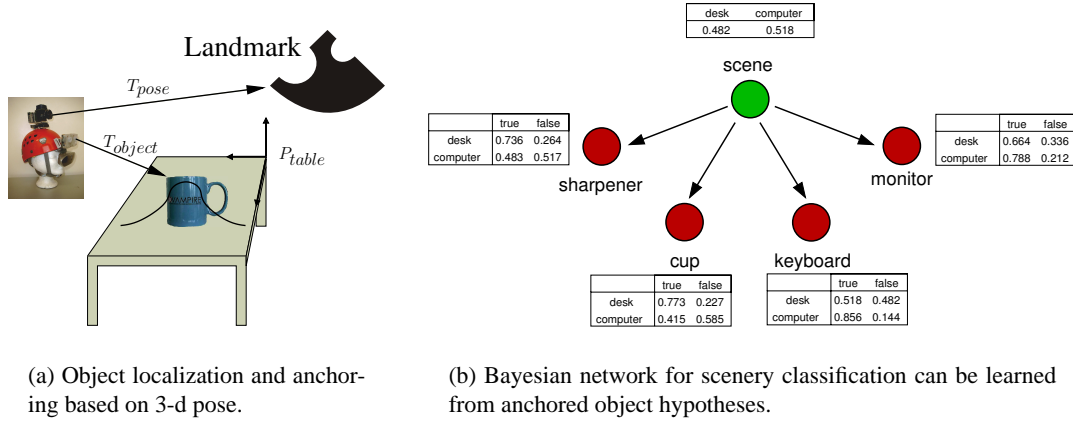 Landmark
T_pose
T_object
P_table
VAMPIRE
(a) Object localization and anchor-
ing based on 3-d pose.
desk computer
0.482 0.518
scene
true false
desk 0.736 0.264
computer 0.483 0.517
sharpener
true false
desk 0.664 0.336
computer 0.788 0.212
monitor
cup
true false
desk 0.773 0.227
computer 0.415 0.585
keyboard
true false
desk 0.518 0.482
computer 0.856 0.144
(b) Bayesian network for scenery classification can be learned
from anchored object hypotheses.